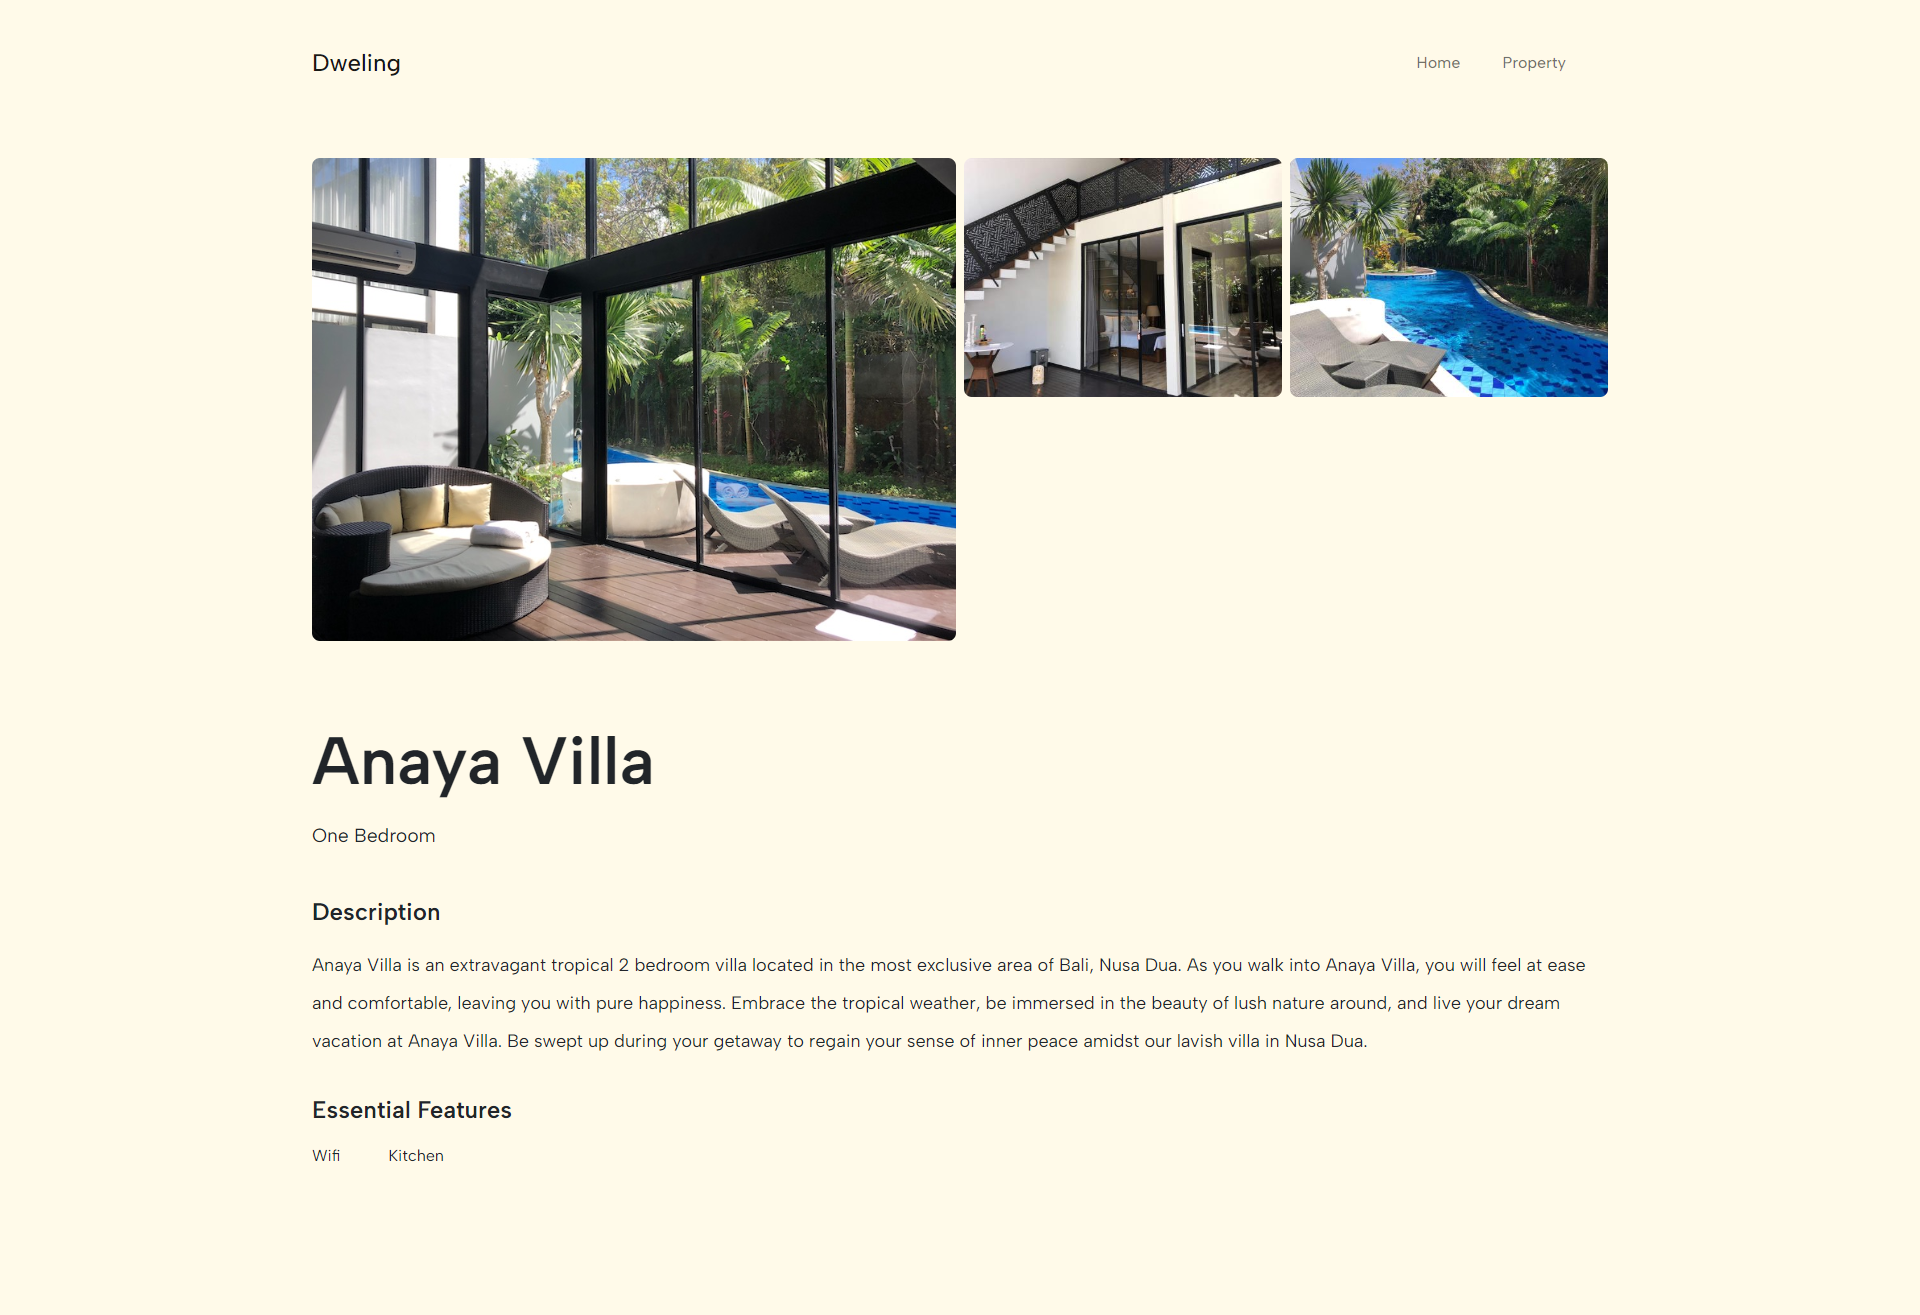 Dweling
Home
Property
Anaya Villa
One Bedroom
Description
Anaya Villa is an extravagant tropical 2 bedroom villa located in the most exclusive area of Bali, Nusa Dua. As you walk into Anaya Villa, you will feel at ease
and comfortable, leaving you with pure happiness. Embrace the tropical weather, be immersed in the beauty of lush nature around, and live your dream
vacation at Anaya Villa. Be swept up during your getaway to regain your sense of inner peace amidst our lavish villa in Nusa Dua.
Essential Features
Wifi
Kitchen